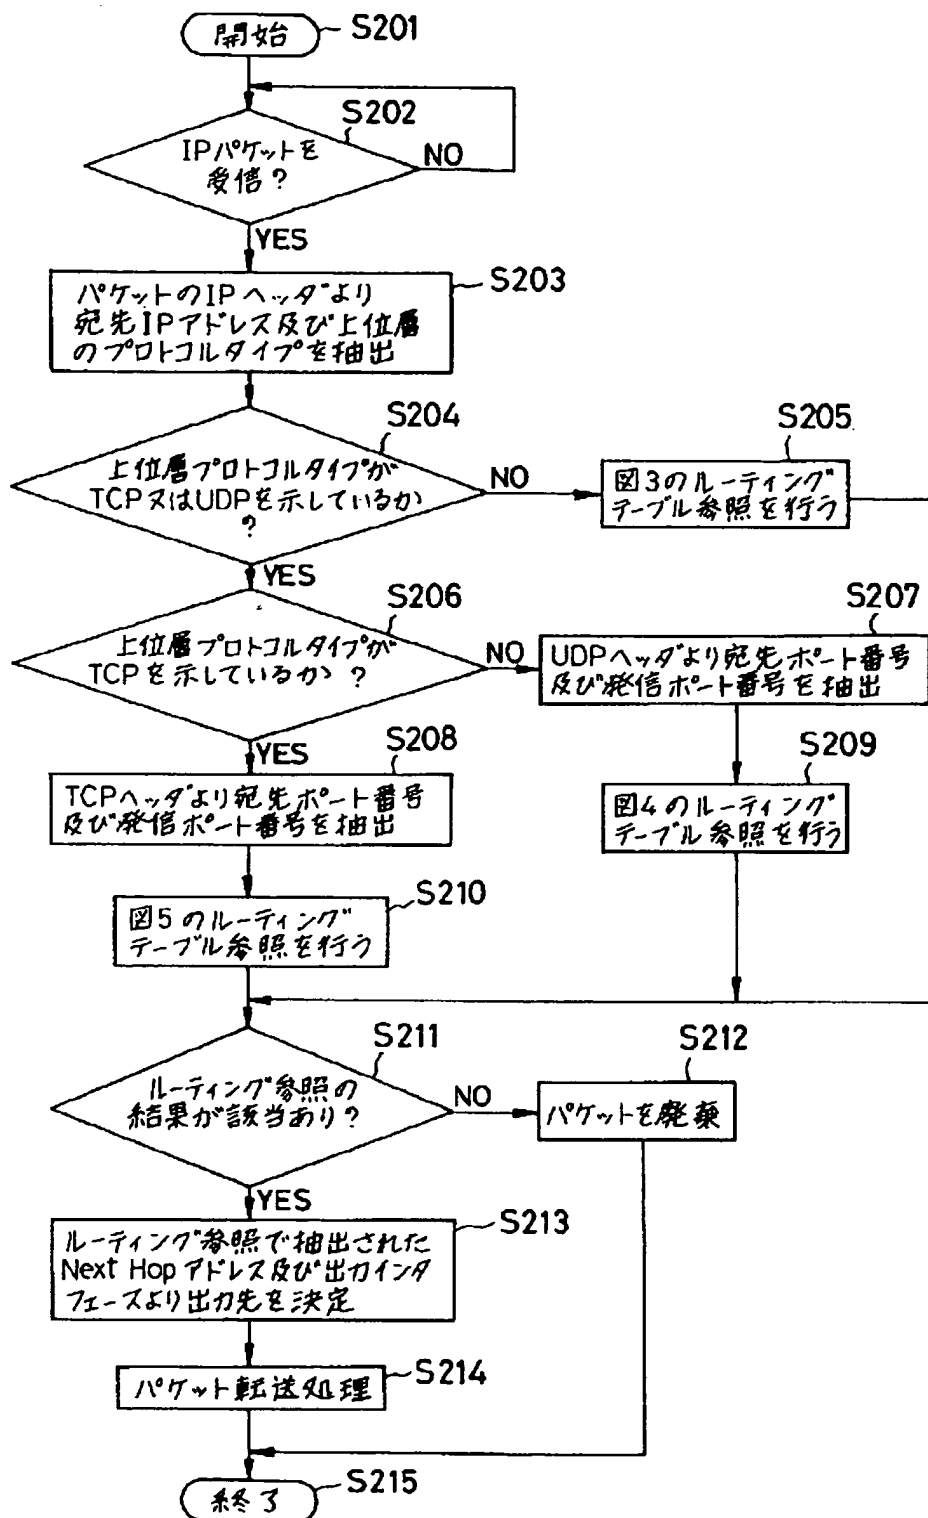 開始
S201
S202
IPパケットを
受信?
NO
YES
S203
パケットのIPヘッダより
宛先IPアドレス及び上位層
のプロトコルタイプを抽出
S204
上位層プロトコルタイプが
TCP又はUDPを示しているか
?
NO
S205
図3のルーティング
テーブル参照を行う
YES
S206
上位層プロトコルタイプが
TCPを示しているか?
NO
S207
UDPヘッダより宛先ポート番号
及び発信ポート番号を抽出
YES
S208
TCPヘッダより宛先ポート番号
及び発信ポート番号を抽出
S209
図4のルーティング
テーブル参照を行う
S210
図5のルーティング
テーブル参照を行う
S211
ルーティング参照の
結果が該当あり?
NO
S212
パケットを廃棄
YES
S213
ルーティング参照で抽出された
Next Hopアドレス及び出力インタ
フェースより出力先を決定
S214
パケット転送処理
S215
終了